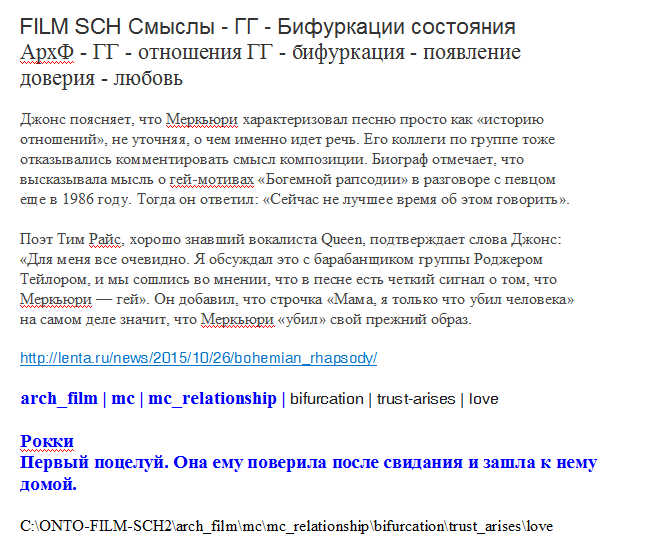 FILM SCH Смыслы - ГГ - Бифуркации состояния
АрхФ - ГГ - отношения ГГ - бифуркация - появление
доверия - любовь
Джонс поясняет, что Меркьюри характеризовал песню просто как «историю
отношений», не уточняя, о чем именно идет речь. Его коллеги по группе тоже
отказывались комментировать смысл композиции. Биограф отмечает, что
высказывала мысль о гей-мотивах «Богемной рапсодии» в разговоре с певцом
еще в 1986 году. Тогда он ответил: «Сейчас не лучшее время об этом говорить».
Поэт Тим Райс, хорошо знавший вокалиста Queen, подтверждает слова Джонс:
«Для меня все очевидно. Я обсуждал это с барабанщиком группы Роджером
Тейлором, и мы сошлись во мнении, что в песне есть четкий сигнал о том, что
Меркьюри — гей». Он добавил, что строчка «Мама, я только что убил человека»
на самом деле значит, что Меркьюри «убил» свой прежний образ.
http://lenta.ru/news/2015/10/26/bohemian_rhapsody/
arch_film | mc | mc_relationship | bifurcation | trust-arises | love
Рокки
Первый поцелуй. Она ему поверила после свидания и зашла к нему
домой.
C:\ONTO-FILM-SCH2\arch_film\mc\mc_relationship\bifurcation\trust_arises\love